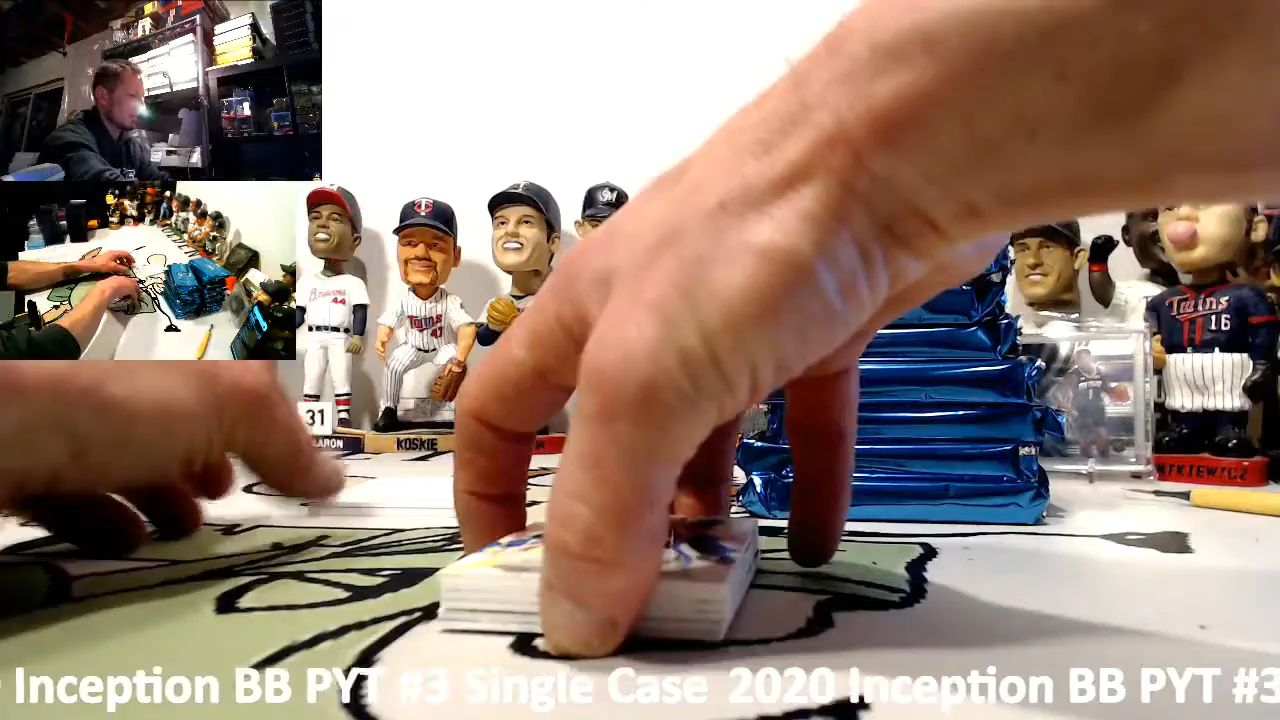 Braves
44
Twins
47
31
AARON
KOSKIE
Twins
16
Inception BB PYT #3 Single Case 2020 Inception BB PYT #3